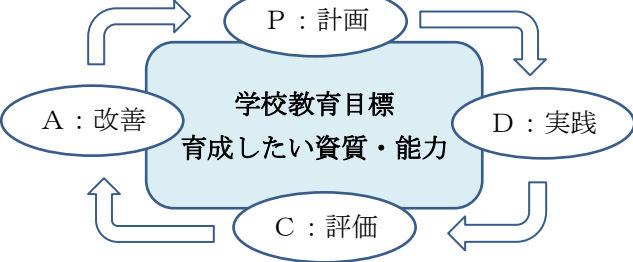 P：計画
学校教育目標
育成したい資質・能力
A：改善
D：実践
C：評価